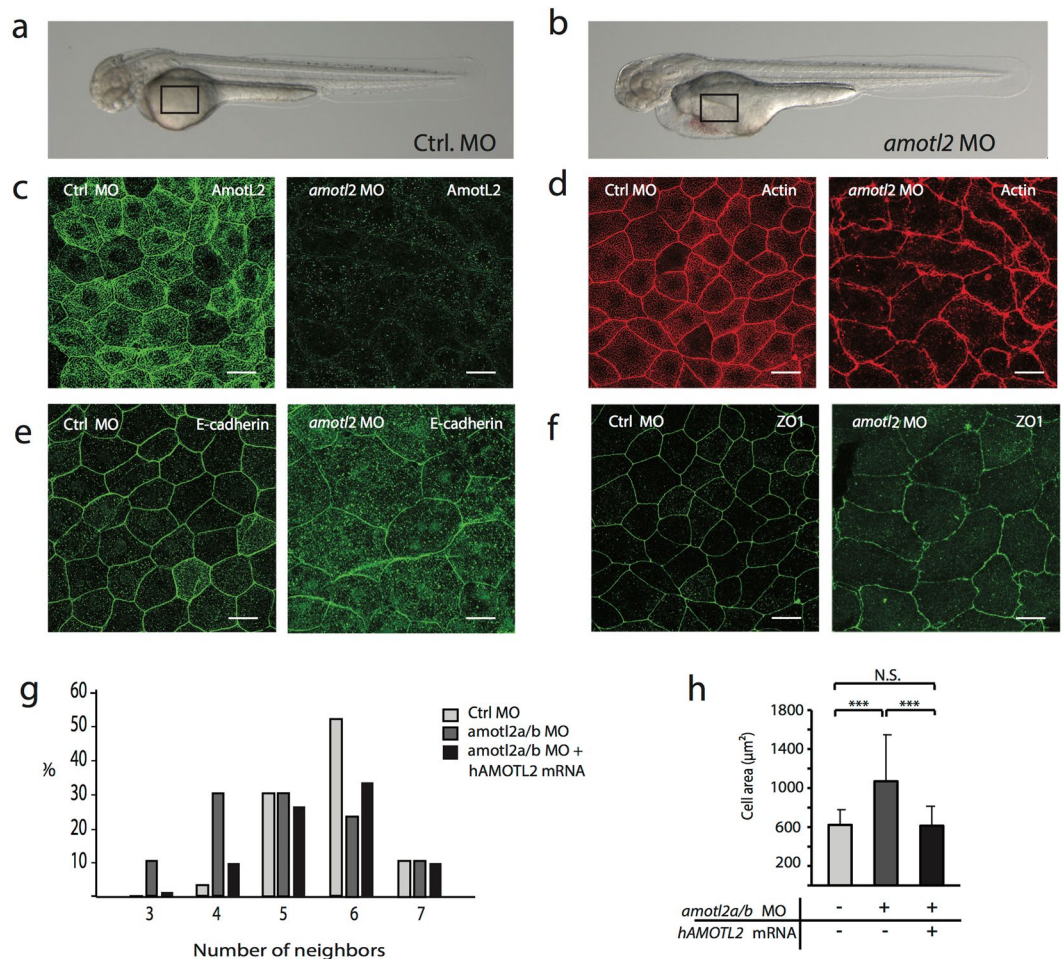 a
b
Ctrl. MO
amotl2 MO
c
Ctrl MO
AmotL2
amotl2 MO
AmotL2
d
Ctrl MO
Actin
amotl2 MO
Actin
e
Ctrl MO
E-cadherin
amotl2 MO
E-cadherin
f
Ctrl MO
ZO1
amotl2 MO
ZO1
g
60
50
40
%
30
20
10
3 4 5 6 7
Number of neighbors
Ctrl MO
amotl2a/b MO
amotl2a/b MO +
hAMOTL2 mRNA
h
N.S.
*** ***
1800
1400
1000
600
200
Cell area (µm²)
amotl2a/b MO - + +
hAMOTL2 mRNA - - +